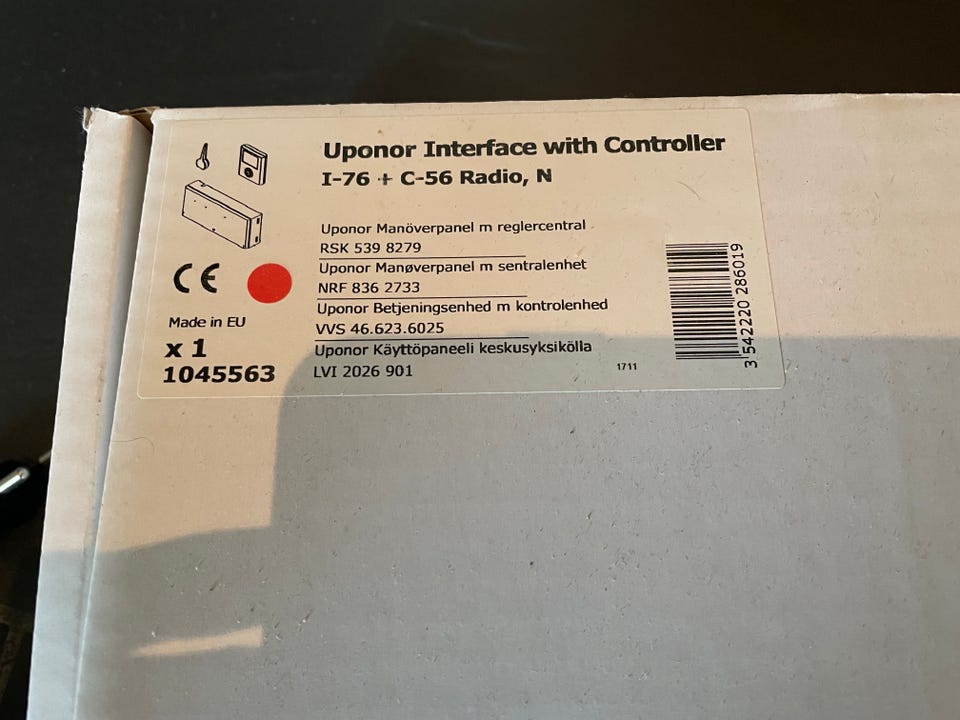 Uponor Interface with Controller
I-76 + C-56 Radio, N
Uponor Manöverpanel m reglercentral
RSK 539 8279
Uponor Manøverpanel m sentralenhet
NRF 836 2733
Uponor Betjeningsenhed m kontrolenhed
VVS 46.623.6025
Uponor Käyttöpaneeli keskusyksikölla
LVI 2026 901
CE
Made in EU
x 1
1045563
1711
3 542220 286019